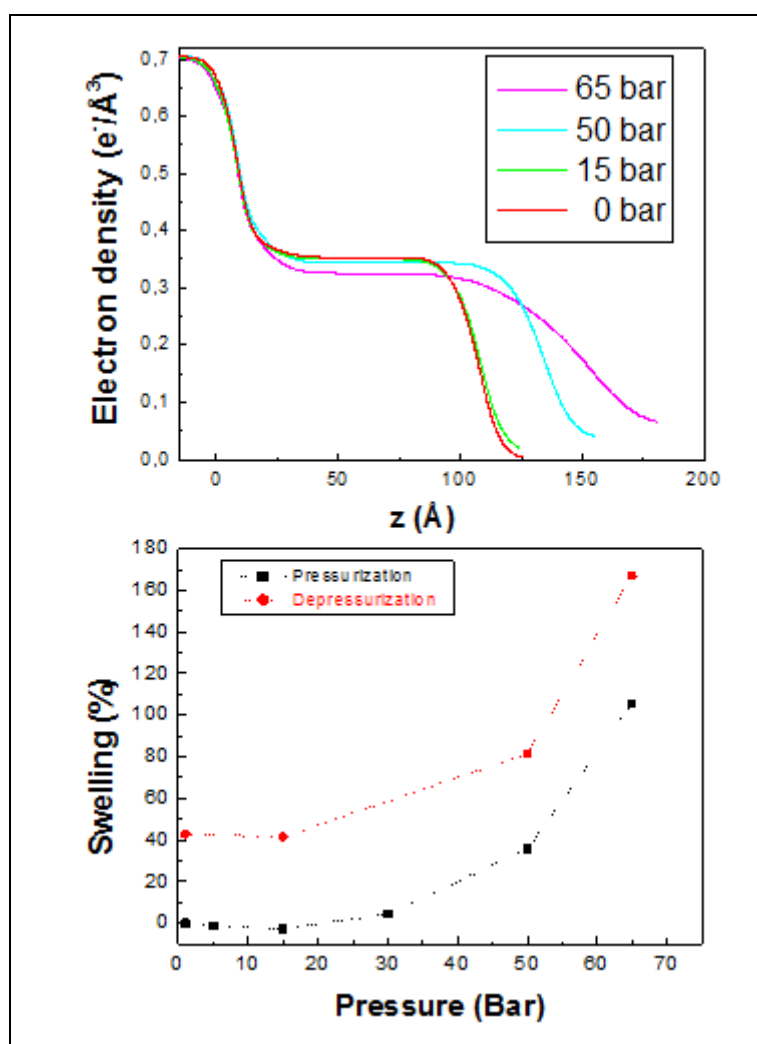 0,7
0,6
0,5
0,4
0,3
0,2
0,1
0,0
Electron density (e⁻/Å³)
65 bar
50 bar
15 bar
0 bar
0 50 100 150 200
z (Å)
180
160
140
120
100
80
60
40
20
0
Swelling (%)
Pressurization
Depressurization
0 10 20 30 40 50 60 70
Pressure (Bar)